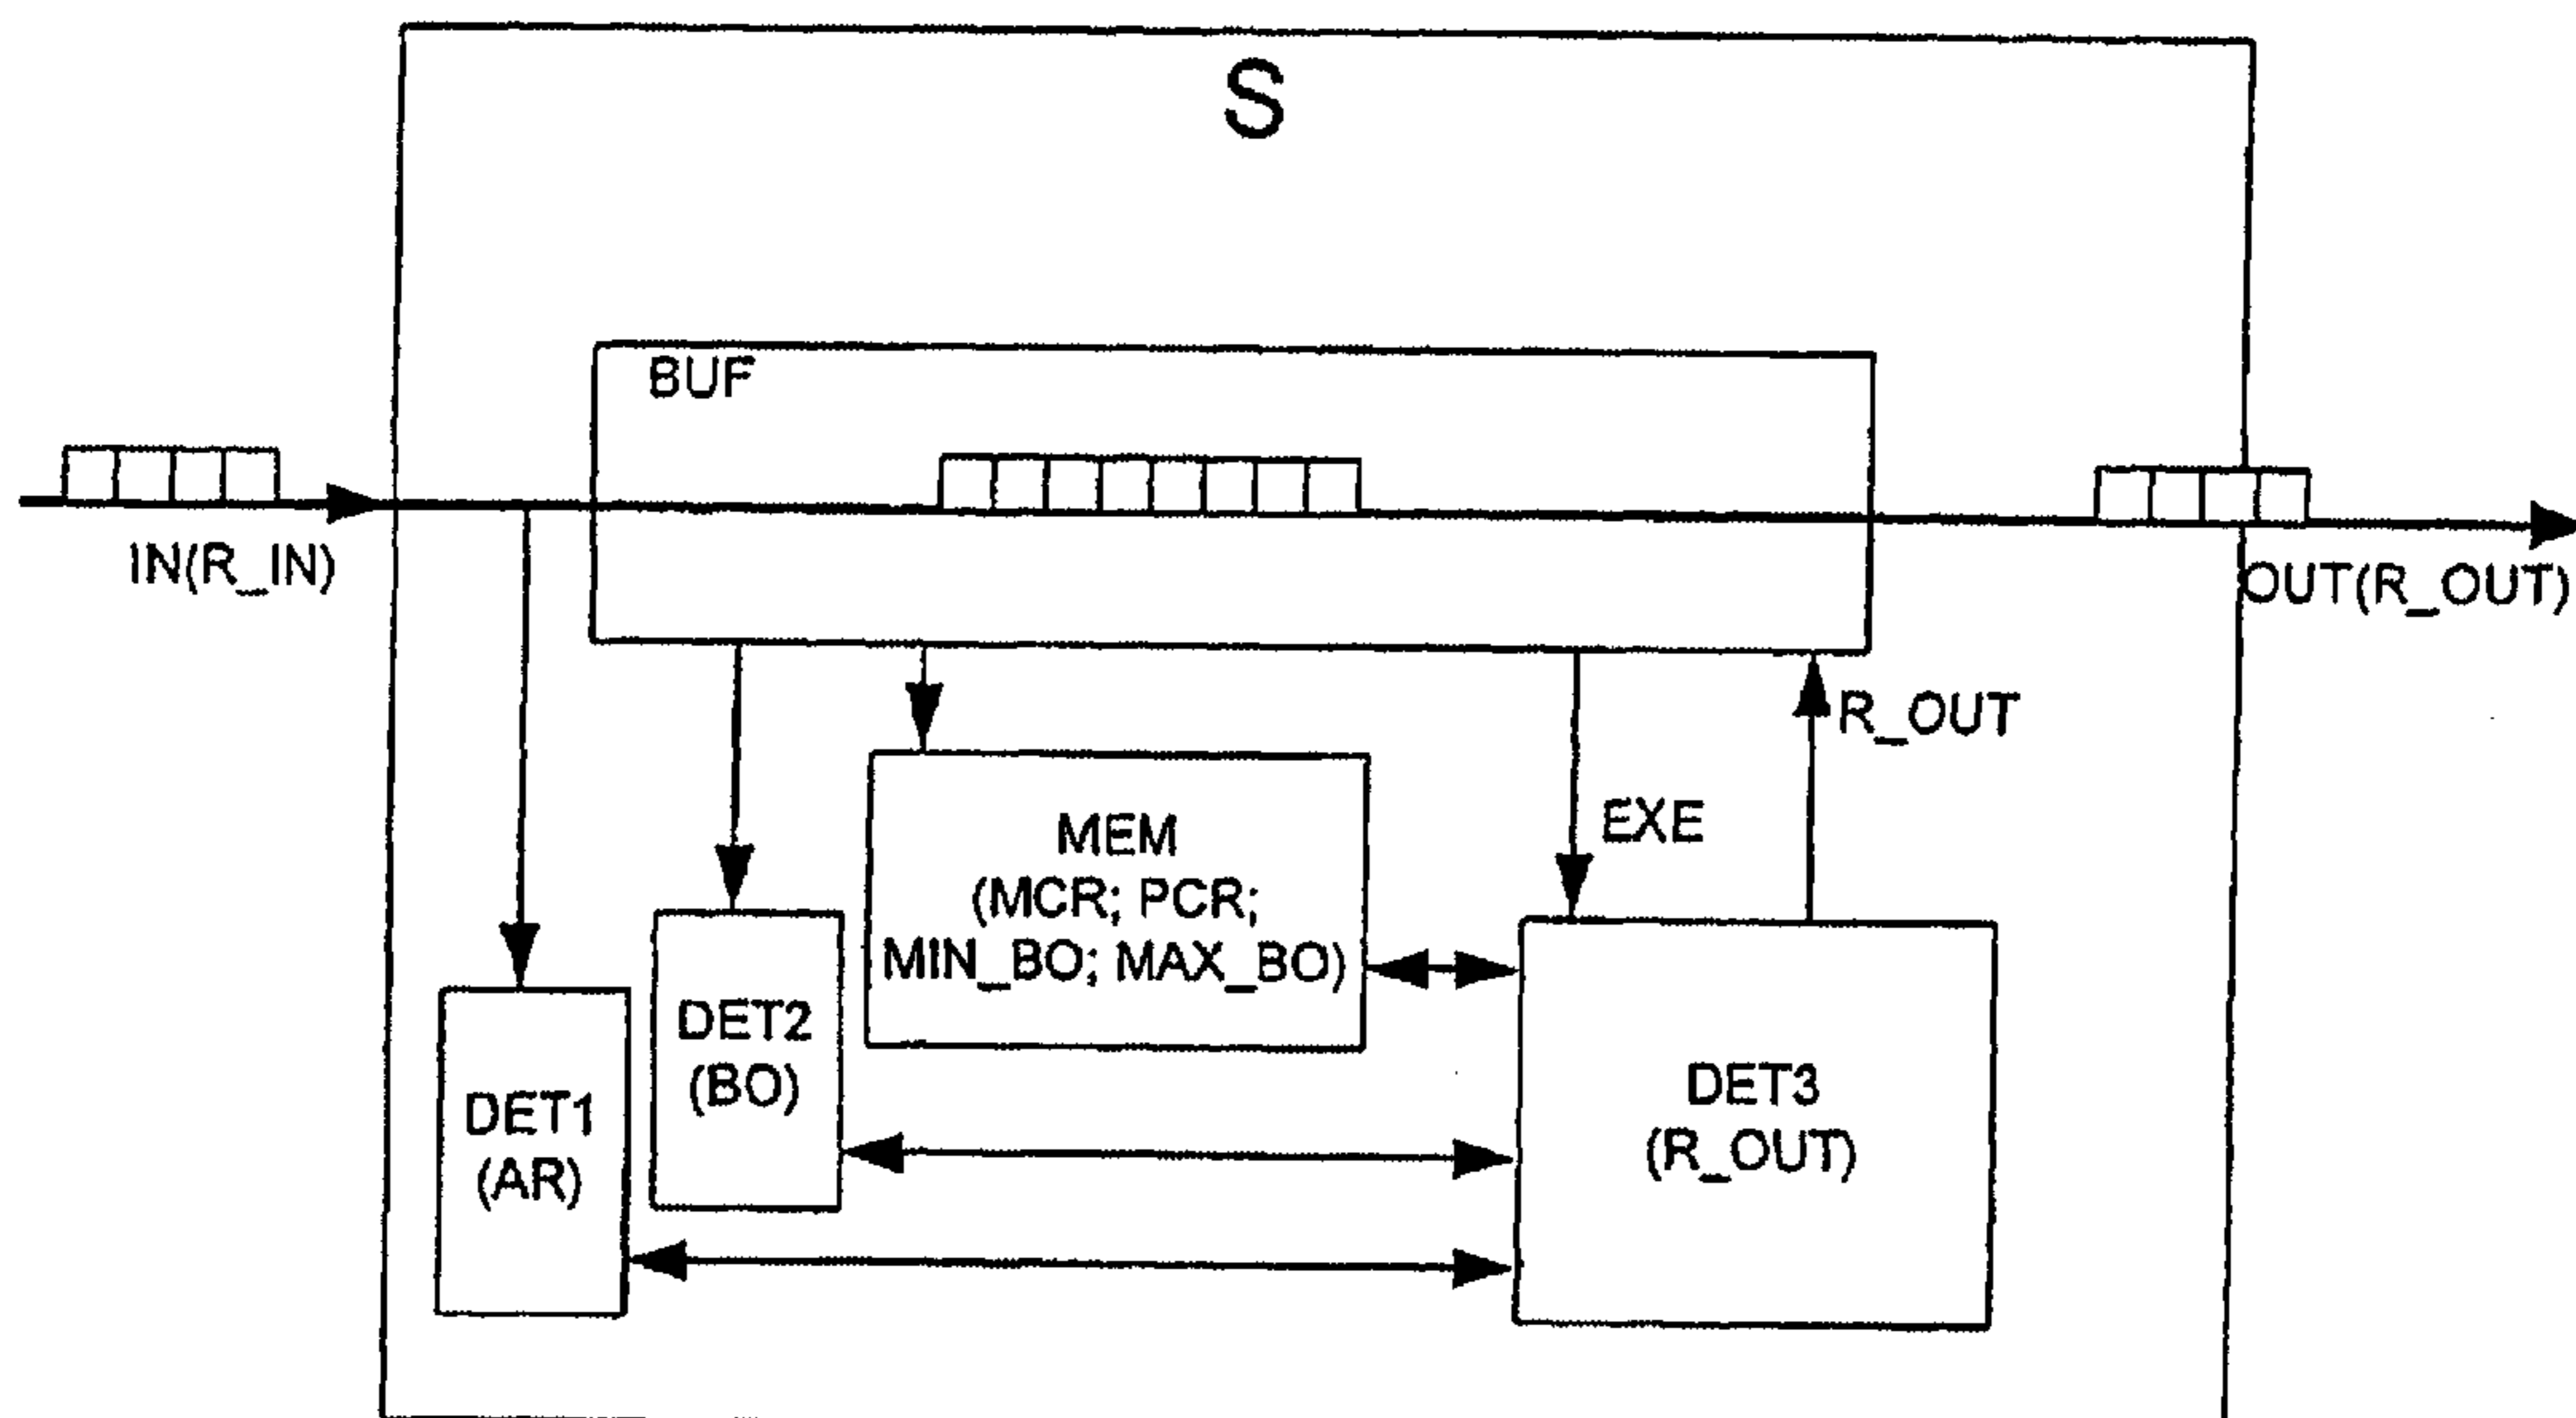 S
BUF
IN(R_IN)
OUT(R_OUT)
R_OUT
EXE
MEM
(MCR; PCR;
MIN_BO; MAX_BO)
DET2
(BO)
DET1
(AR)
DET3
(R_OUT)